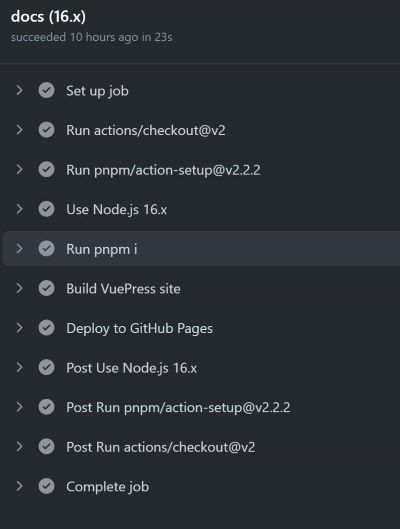 docs (16.x)
succeeded 10 hours ago in 23s
Set up job
Run actions/checkout@v2
Run pnpm/action-setup@v2.2.2
Use Node.js 16.x
Run pnpm i
Build VuePress site
Deploy to GitHub Pages
Post Use Node.js 16.x
Post Run pnpm/action-setup@v2.2.2
Post Run actions/checkout@v2
Complete job